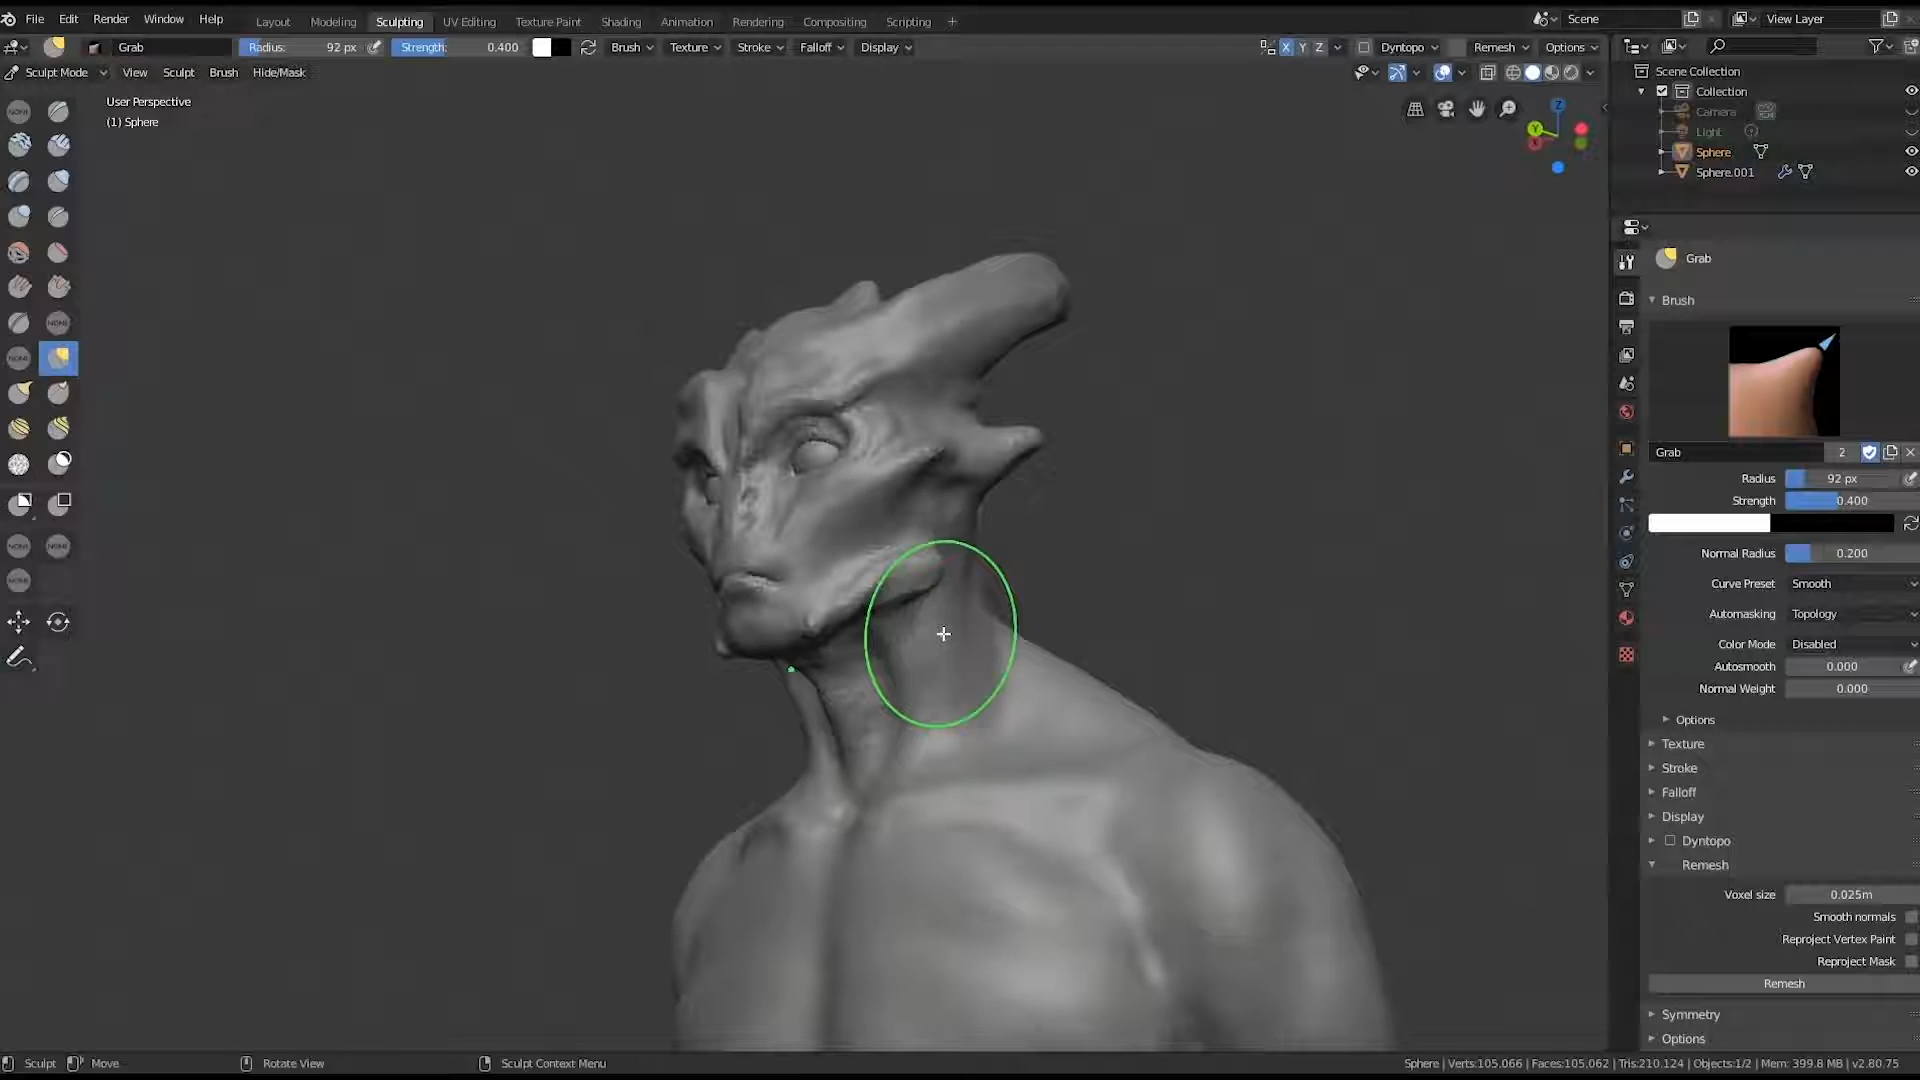 File Edit Render Window Help Layout Modeling Sculpting UV Editing Texture Paint Shading Animation Rendering Compositing Scripting + Scene View Layer
Grab Radius: 92 px Strength: 0.400 Brush Texture Stroke Falloff Display X Y Z Dyntopo Remesh Options
Sculpt Mode View Sculpt Brush Hide/Mask
User Perspective
(1) Sphere
Z
Y
X
NONE
NONE
NONE
NONE NONE
NONE
Scene Collection
Collection
Camera
Light
Sphere
Sphere.001
Grab
Brush
Grab 2
Radius 92 px
Strength 0.400
Normal Radius 0.200
Curve Preset Smooth
Automasking Topology
Color Mode Disabled
Autosmooth 0.000
Normal Weight 0.000
Options
Texture
Stroke
Falloff
Display
Dyntopo
Remesh
Voxel size 0.025m
Smooth normals
Reproject Vertex Paint
Reproject Mask
Remesh
Symmetry
Options
Sculpt Move Rotate View Sculpt Context Menu Sphere | Verts:105,066 | Faces:105,062 | Tris:210,124 | Objects:1/2 | Mem: 399.8 MB | v2.80.75